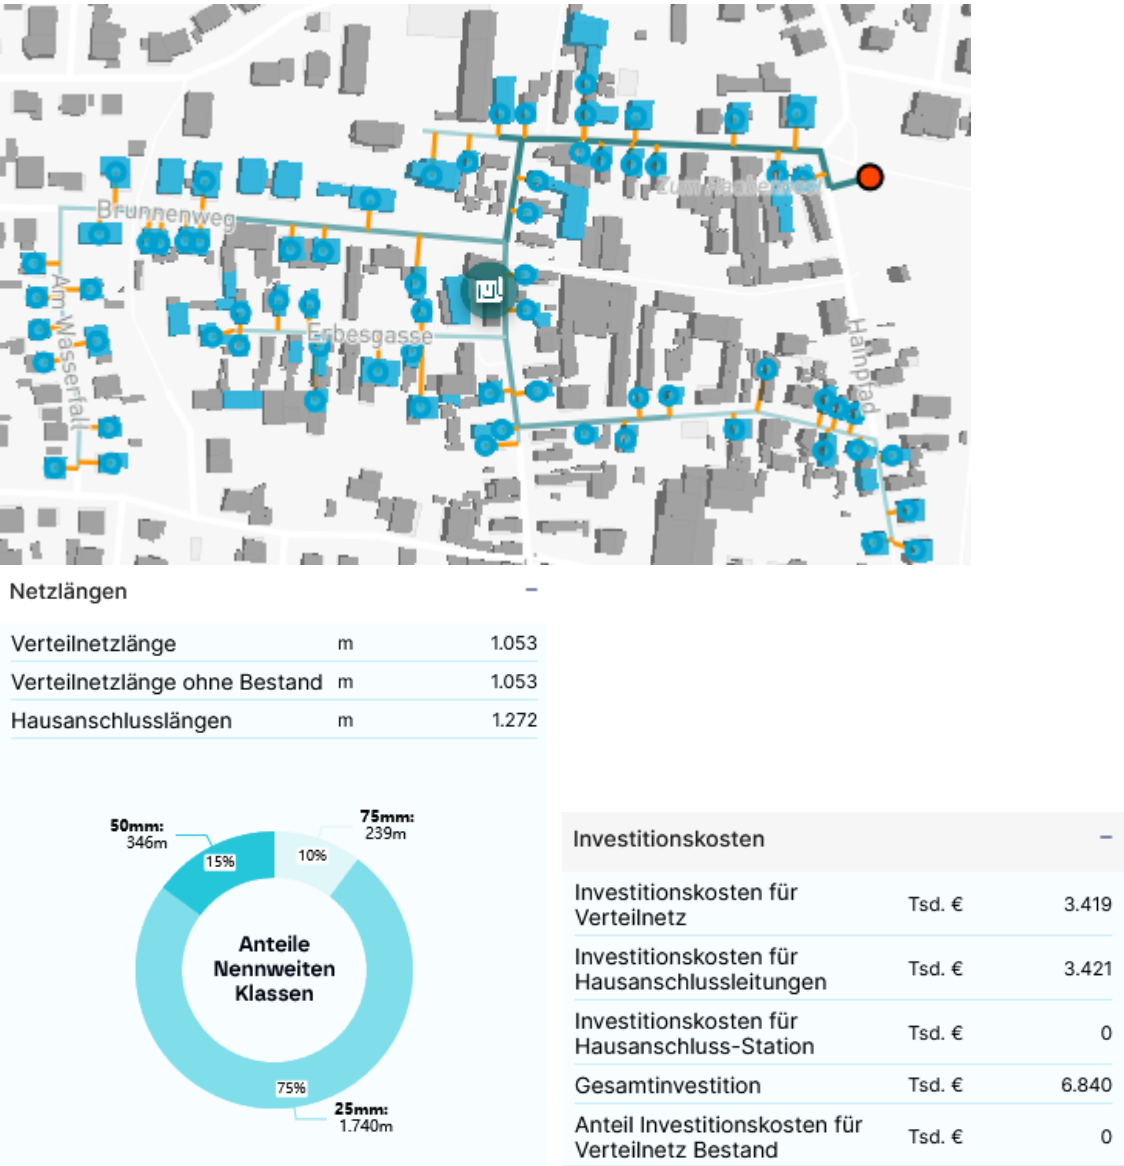 Zum Haabennest
Brunnenweg
Am Wasserfall
Erbesgasse
Hainpfad
Netzlängen
Verteilnetzlänge m 1.053
Verteilnetzlänge ohne Bestand m 1.053
Hausanschlusslängen m 1.272
50mm:
346m
75mm:
239m
15%
10%
Anteile
Nennweiten
Klassen
75%
25mm:
1.740m
Investitionskosten
Investitionskosten für
Verteilnetz Tsd. € 3.419
Investitionskosten für
Hausanschlussleitungen Tsd. € 3.421
Investitionskosten für
Hausanschluss-Station Tsd. € 0
Gesamtinvestition Tsd. € 6.840
Anteil Investitionskosten für
Verteilnetz Bestand Tsd. € 0